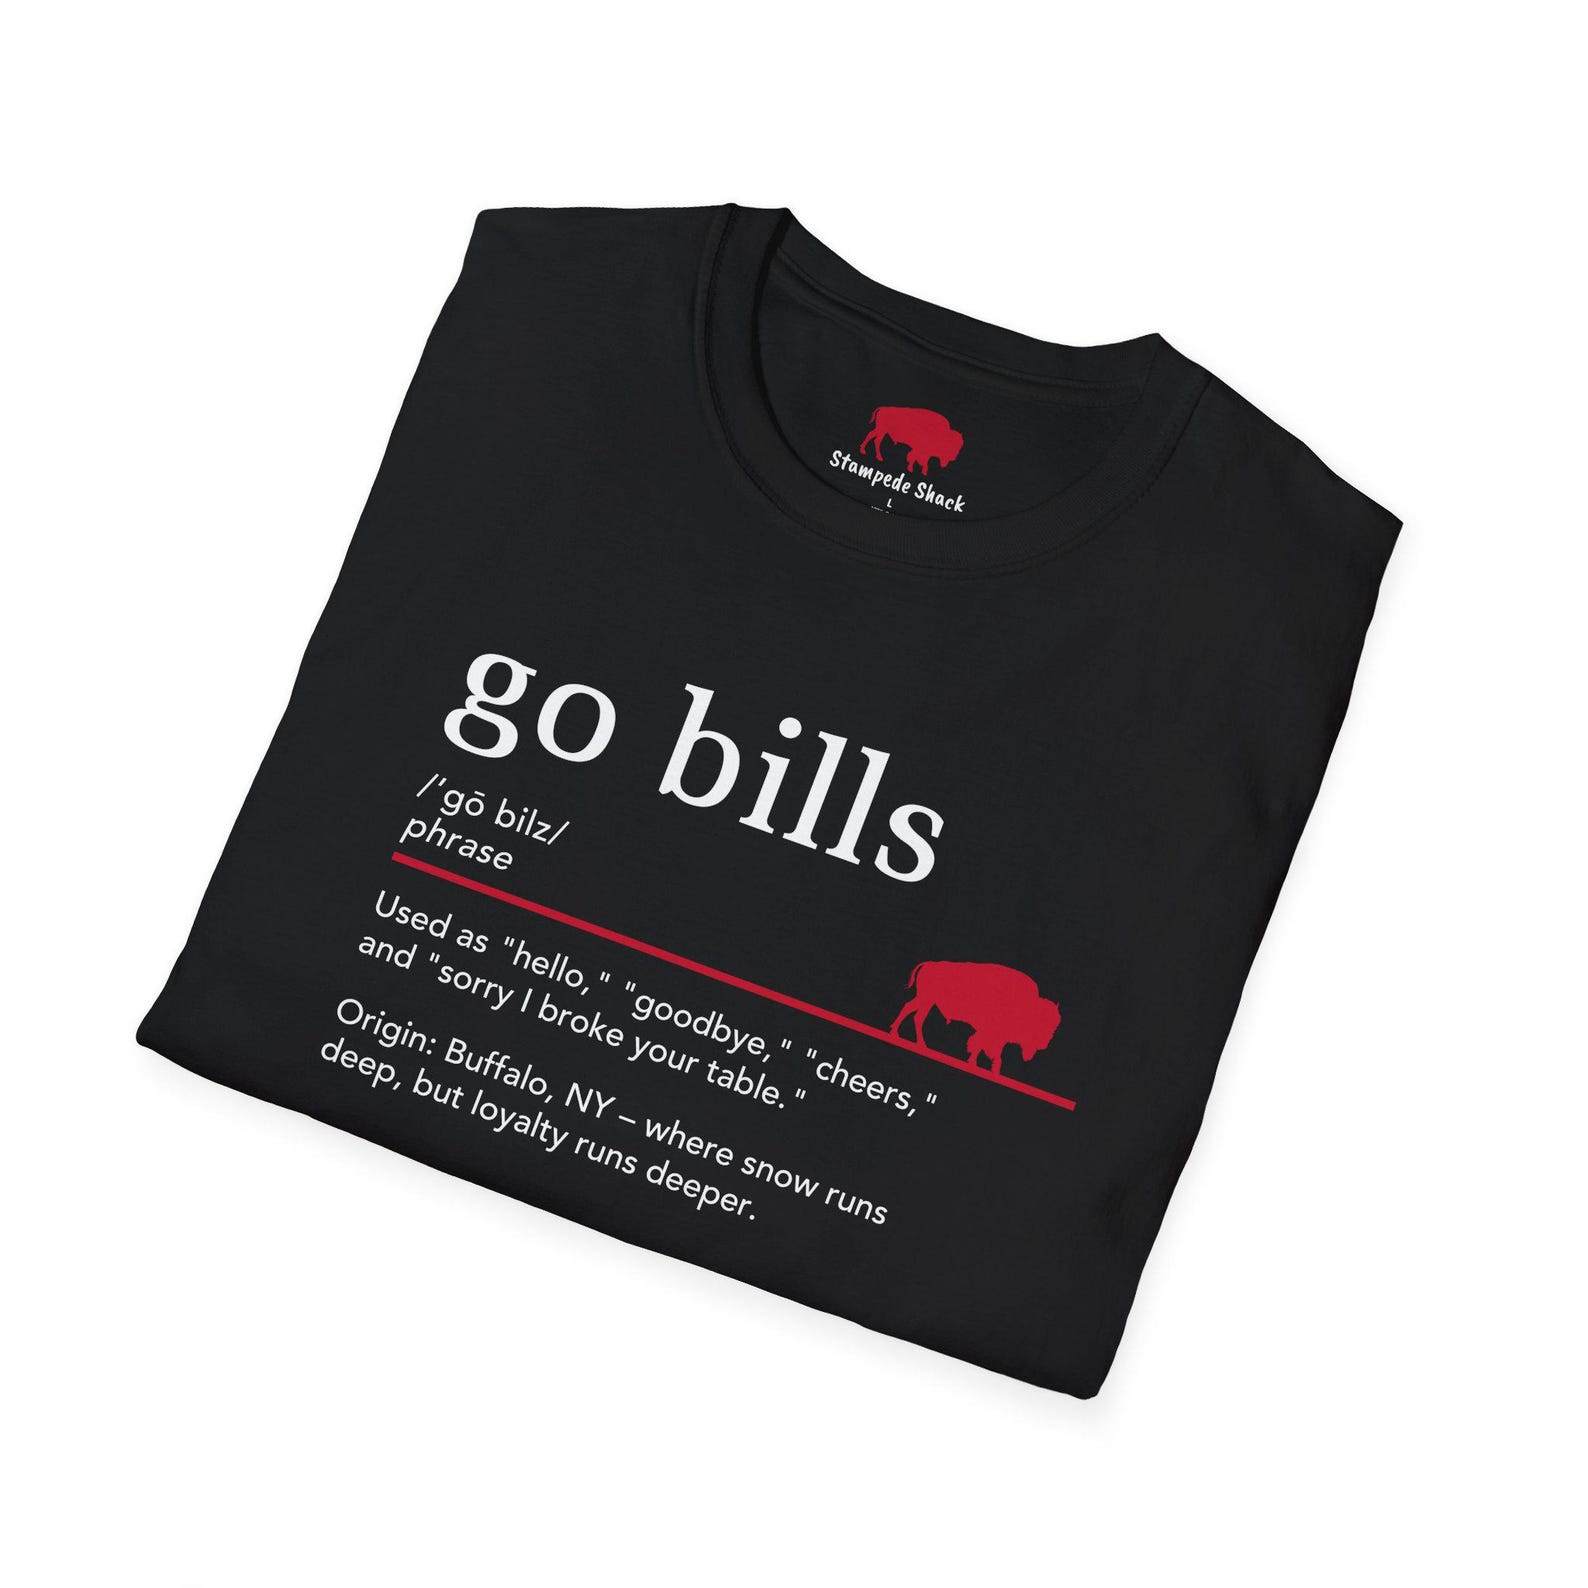 Stampede Shack
L
go bills
/'gō bilz/
phrase
Used as "hello," "goodbye," "cheers,"
and "sorry I broke your table."
Origin: Buffalo, NY – where snow runs
deep, but loyalty runs deeper.